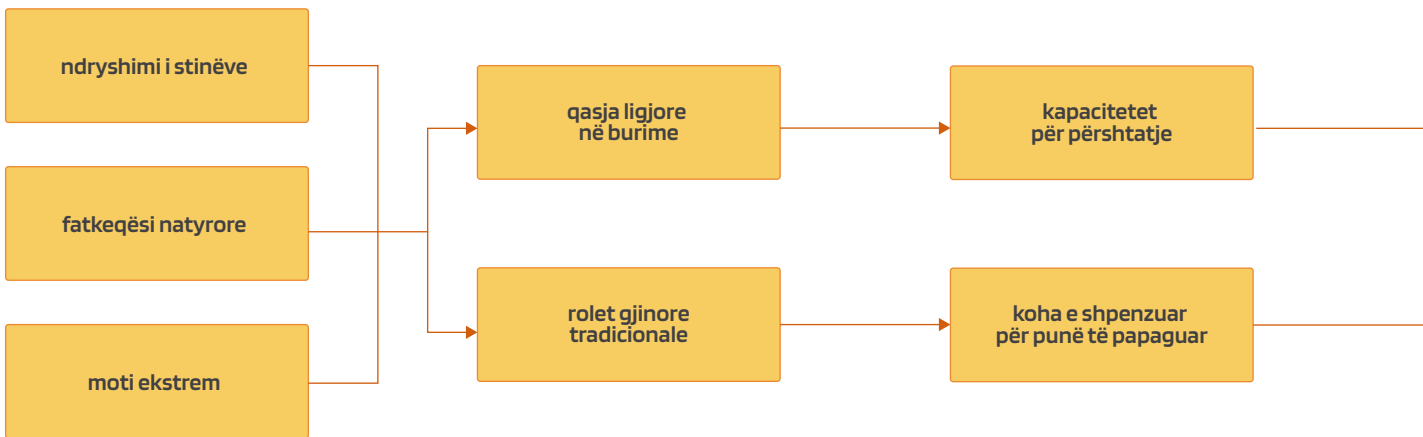 ndryshimi i stinëve
fatkeqësi natyrore
moti ekstrem
qasja ligjore
në burime
rolet gjinore
tradicionale
kapacitetet
për përshtatje
koha e shpenzuar
për punë të papaguar